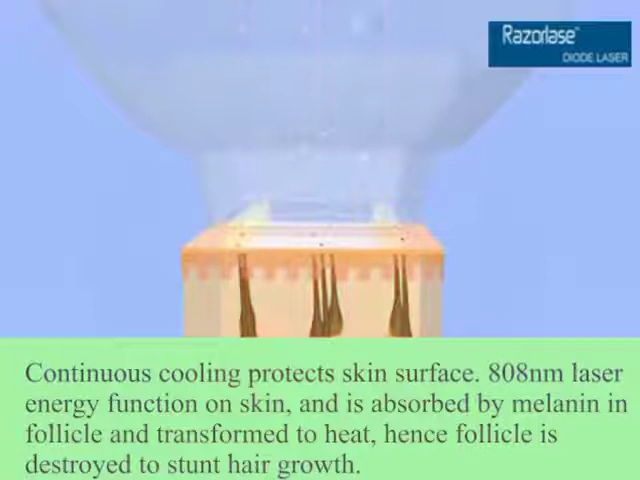 Razorlase™
DIODE LASER
Continuous cooling protects skin surface. 808nm laser
energy function on skin, and is absorbed by melanin in
follicle and transformed to heat, hence follicle is
destroyed to stunt hair growth.